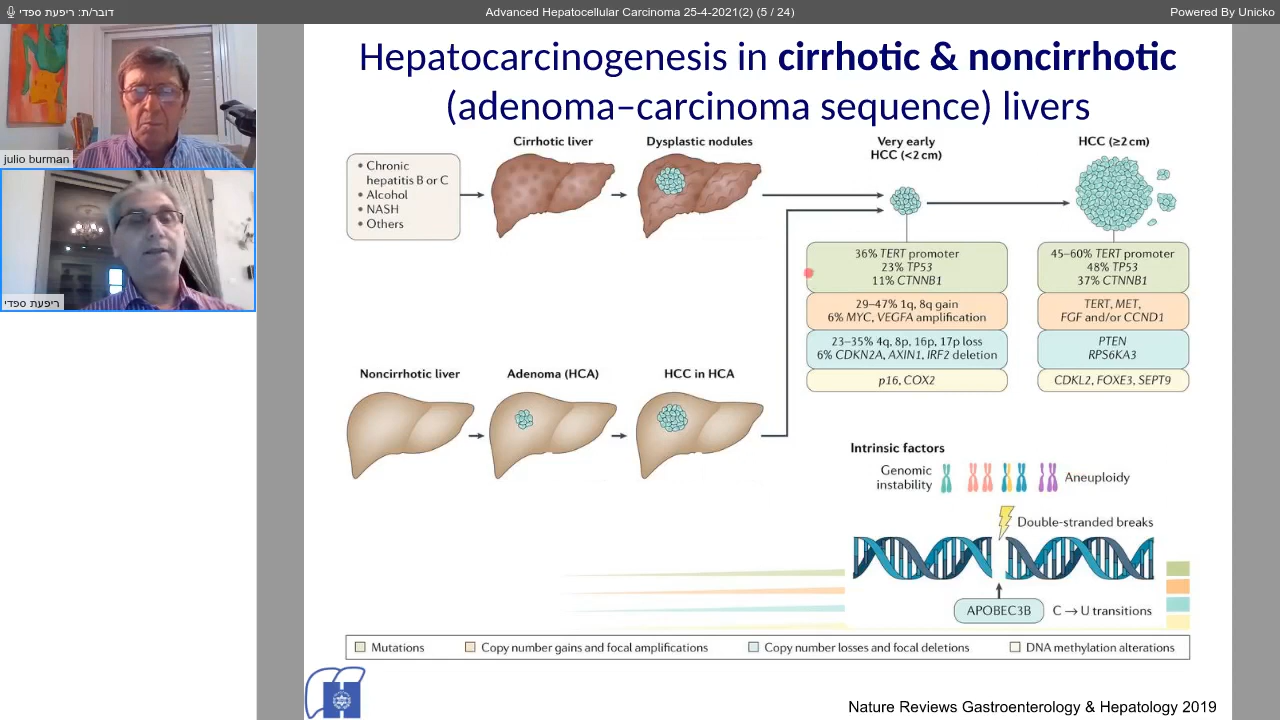 דובר/ת: ריפעת ספדי
Advanced Hepatocellular Carcinoma 25-4-2021(2) (5 / 24)
Powered By Unicko
julio burman
ריפעת ספדי
Hepatocarcinogenesis in cirrhotic & noncirrhotic
(adenoma–carcinoma sequence) livers
• Chronic
hepatitis B or C
• Alcohol
• NASH
• Others
Cirrhotic liver
Dysplastic nodules
Very early
HCC (<2 cm)
HCC (≥2 cm)
36% TERT promoter
23% TP53
11% CTNNB1
29–47% 1q, 8q gain
6% MYC, VEGFA amplification
23–35% 4q, 8p, 16p, 17p loss
6% CDKN2A, AXIN1, IRF2 deletion
p16, COX2
45–60% TERT promoter
48% TP53
37% CTNNB1
TERT, MET,
FGF and/or CCND1
PTEN
RPS6KA3
CDKL2, FOXE3, SEPT9
Noncirrhotic liver
Adenoma (HCA)
HCC in HCA
Intrinsic factors
Genomic
instability
Aneuploidy
Double-stranded breaks
APOBEC3B
C → U transitions
Mutations
Copy number gains and focal amplifications
Copy number losses and focal deletions
DNA methylation alterations
Nature Reviews Gastroenterology & Hepatology 2019